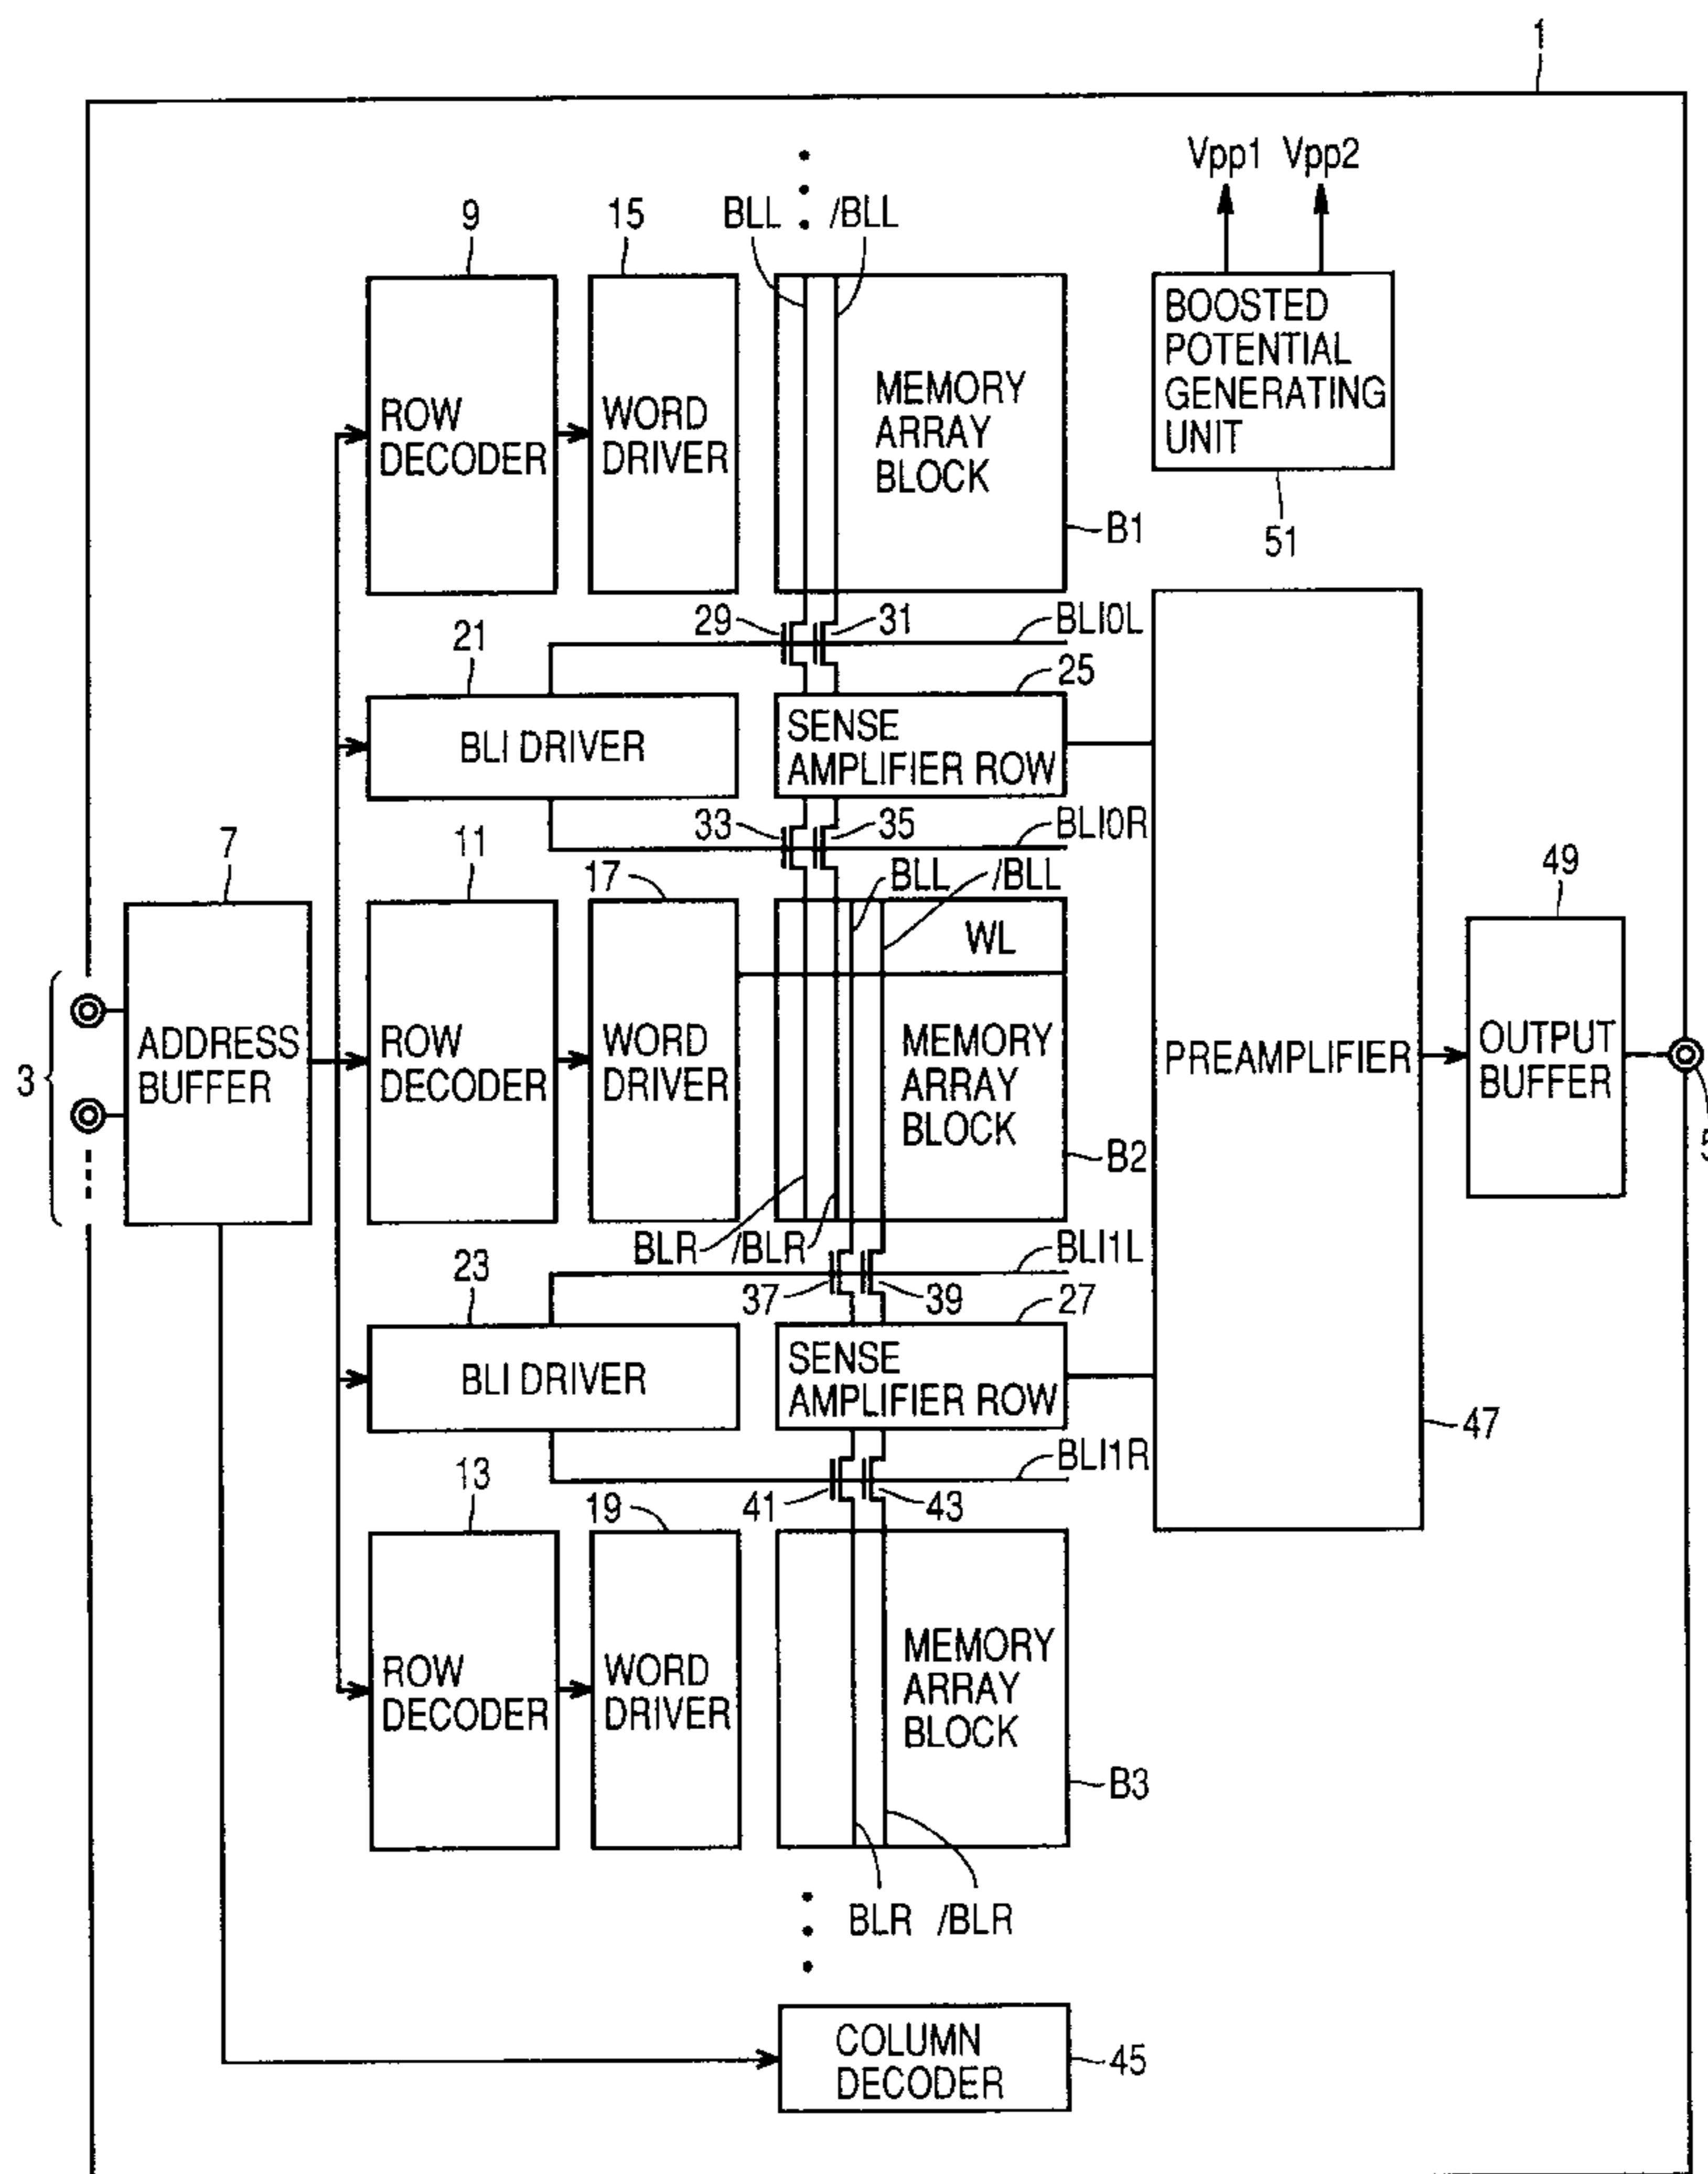 1
Vpp1 Vpp2
BLL /BLL
9
15
BOOSTED
POTENTIAL
GENERATING
UNIT
51
ROW
DECODER
WORD
DRIVER
MEMORY
ARRAY
BLOCK
B1
29
31
BLI0L
21
25
BLI DRIVER
SENSE
AMPLIFIER ROW
33
35
BLI0R
7
11
17
BLL /BLL
49
WL
3
ADDRESS
BUFFER
ROW
DECODER
WORD
DRIVER
MEMORY
ARRAY
BLOCK
PREAMPLIFIER
OUTPUT
BUFFER
5
B2
BLR /BLR
BLI1L
23
37
39
27
BLI DRIVER
SENSE
AMPLIFIER ROW
47
BLI1R
13
19
41
43
ROW
DECODER
WORD
DRIVER
MEMORY
ARRAY
BLOCK
B3
BLR /BLR
COLUMN
DECODER
45